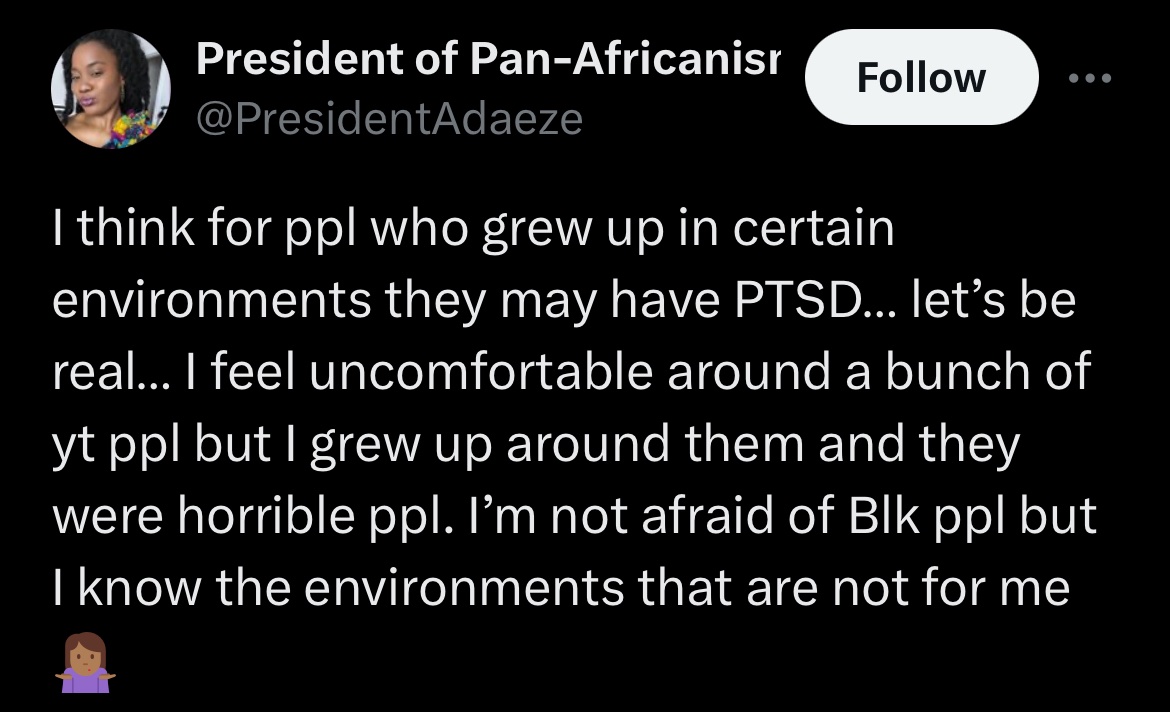 President of Pan-Africanism
@PresidentAdaeze
Follow
I think for ppl who grew up in certain
environments they may have PTSD... let’s be
real... I feel uncomfortable around a bunch of
yt ppl but I grew up around them and they
were horrible ppl. I’m not afraid of Blk ppl but
I know the environments that are not for me